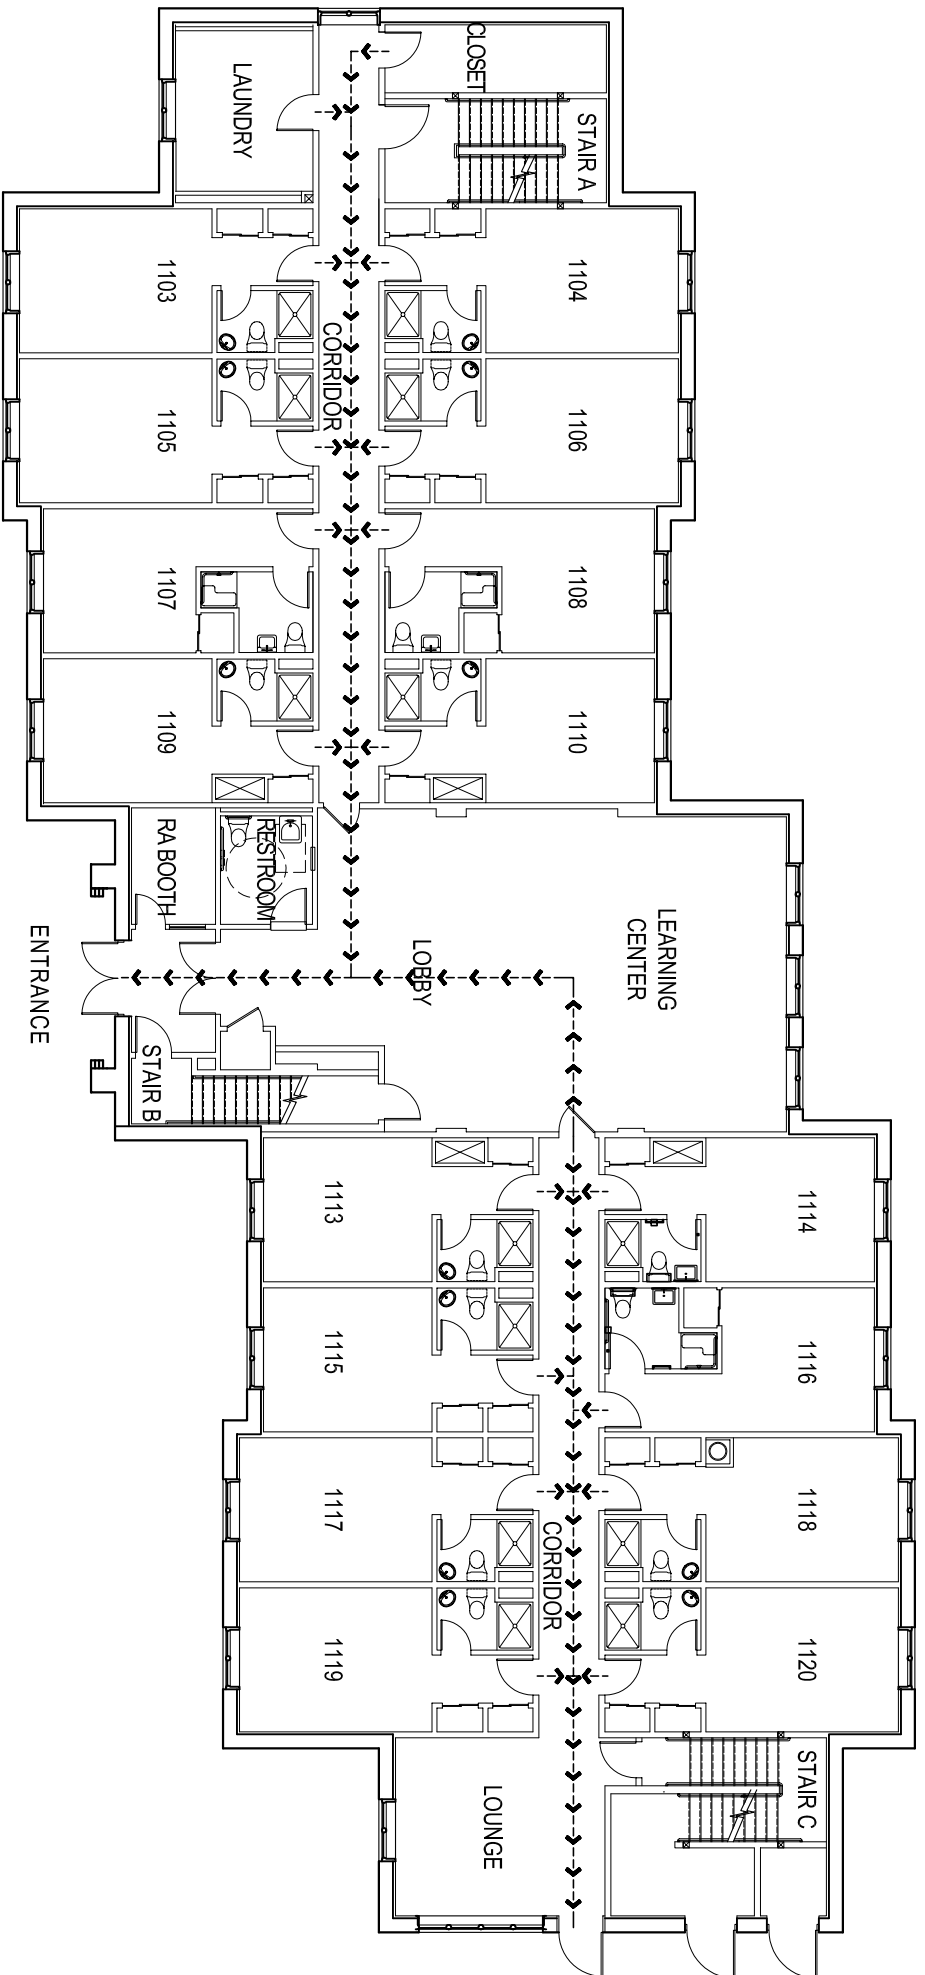 CLOSET
LAUNDRY
STAIR A
1103
1104
CORRIDOR
1105
1106
1107
1108
1109
1110
RA BOOTH
RESTROOM
ENTRANCE
LOBBY
LEARNING
CENTER
STAIR B
1113
1114
1115
1116
1117
1118
CORRIDOR
1119
1120
LOUNGE
STAIR C